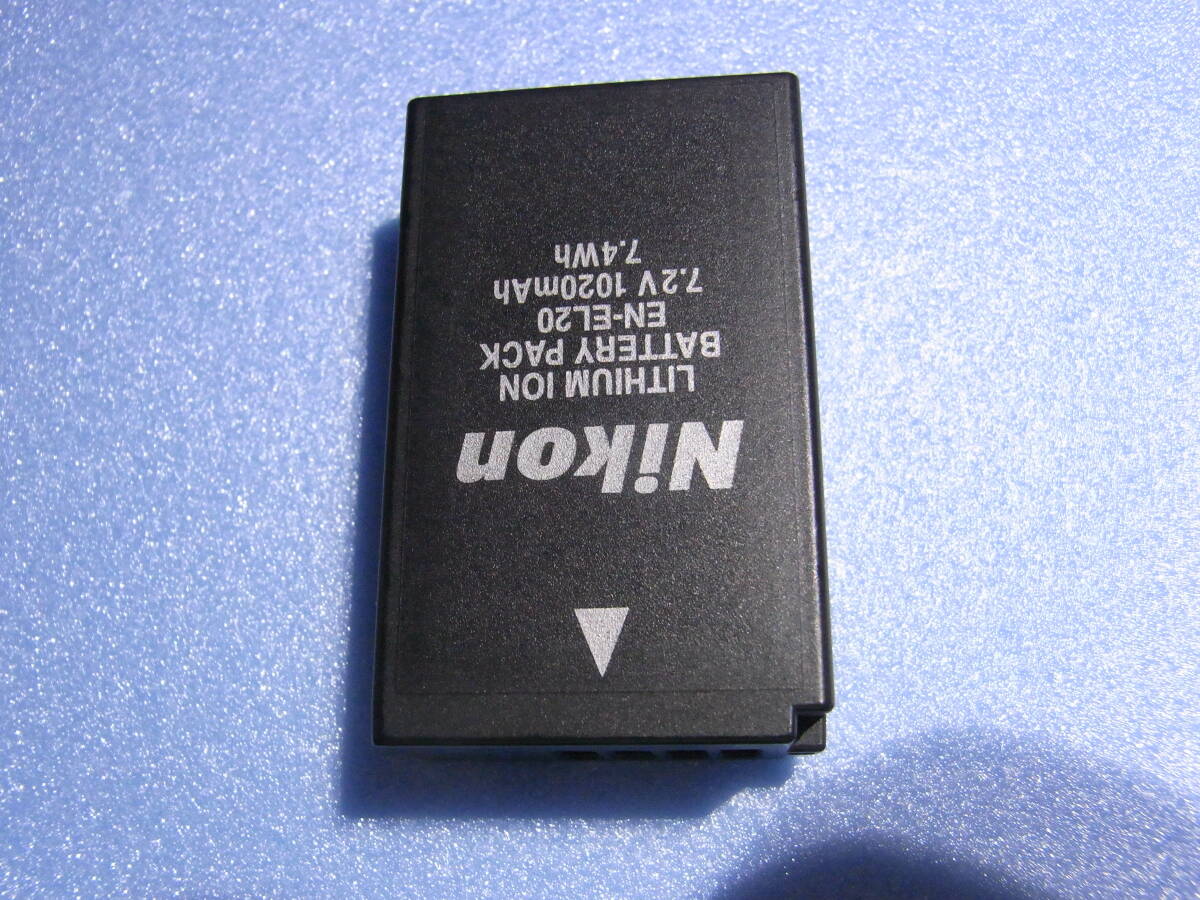 Nikon
LITHIUM ION
BATTERY PACK
EN-EL20
7.2V 1020mAh
7.4Wh